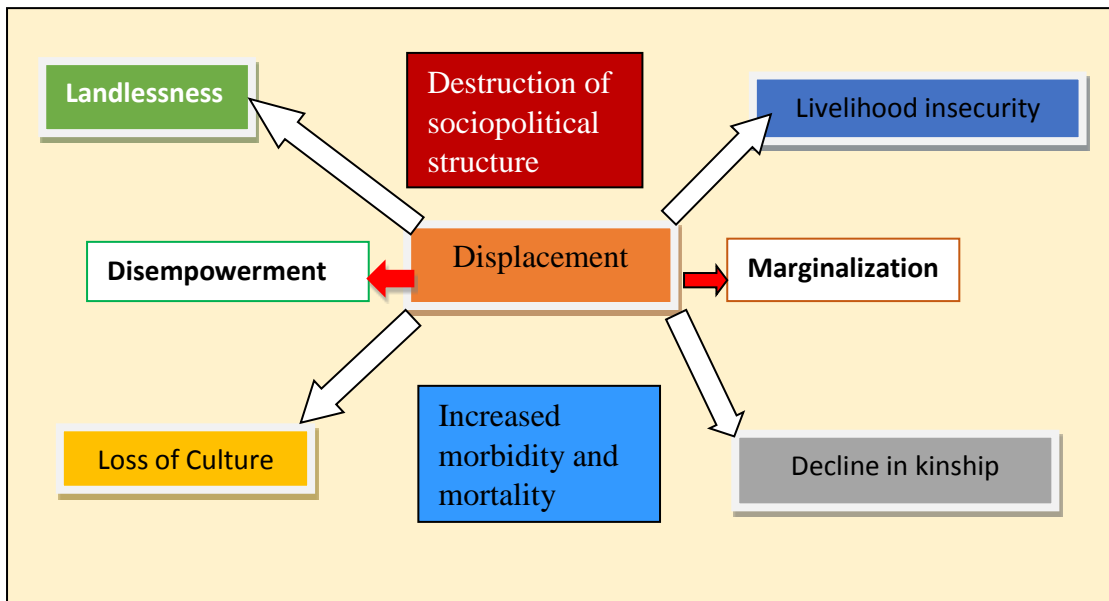 Landlessness
Destruction of
sociopolitical
structure
Livelihood insecurity
Disempowerment
Displacement
Marginalization
Loss of Culture
Increased
morbidity and
mortality
Decline in kinship